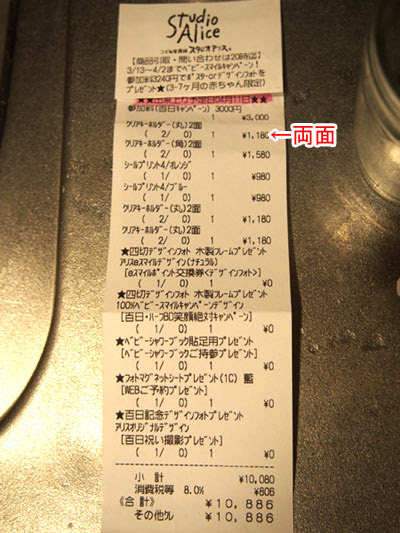 Studio
Alice
こども写真館 スタジオアリス®
【商品引取・問い合わせは20時迄】
3/13〜4/2までベビースマイルキャンペーン!
参加料3240円でポスターorデザインフォトを
プレゼント★(3-7ヶ月の赤ちゃん限定)
参加料(百日キャンペーン) 3000円
1 ¥3,000
クリアキーホルダー(丸)2面
( 2/ 0) 1 ¥1,180
←両面
クリアキーホルダー(角)2面
( 2/ 0) 1 ¥1,580
シールプリント4/オレンジ
( 1/ 0) 1 ¥980
シールプリント4/ブルー
( 1/ 0) 1 ¥980
クリアキーホルダー(丸)2面
( 2/ 0) 1 ¥1,180
クリアキーホルダー(丸)2面
( 2/ 0) 1 ¥1,180
★四切デザインフォト 木製フレームプレゼント
アリスeスマイルデザイン(ナチュラル)
[eスマイルポイント交換券<デザインフォト>]
( 1/ 0) 1 ¥0
★四切デザインフォト 木製フレームプレゼント
100%ベビースマイルキャンペーンデザイン
[百日・ハーフBD笑顔絶対キャンペーン]
( 1/ 0) 1 ¥0
★ベビーシャワーブック貼足用プレゼント
[ベビーシャワーブックご持参プレゼント]
( 1/ 0) 1 ¥0
★フォトマグネットシートプレゼント(1C) 藍
[WEBご予約プレゼント]
( 1/ 0) 1 ¥0
★百日記念デザインフォトプレゼント
アリスオリジナルデザイン
[百日祝い撮影プレゼント]
( 1/ 0) 1 ¥0
小 計 ¥10,080
消費税等 8.0% ¥806
《合 計》 ¥10,886
その他クレ ¥10,886